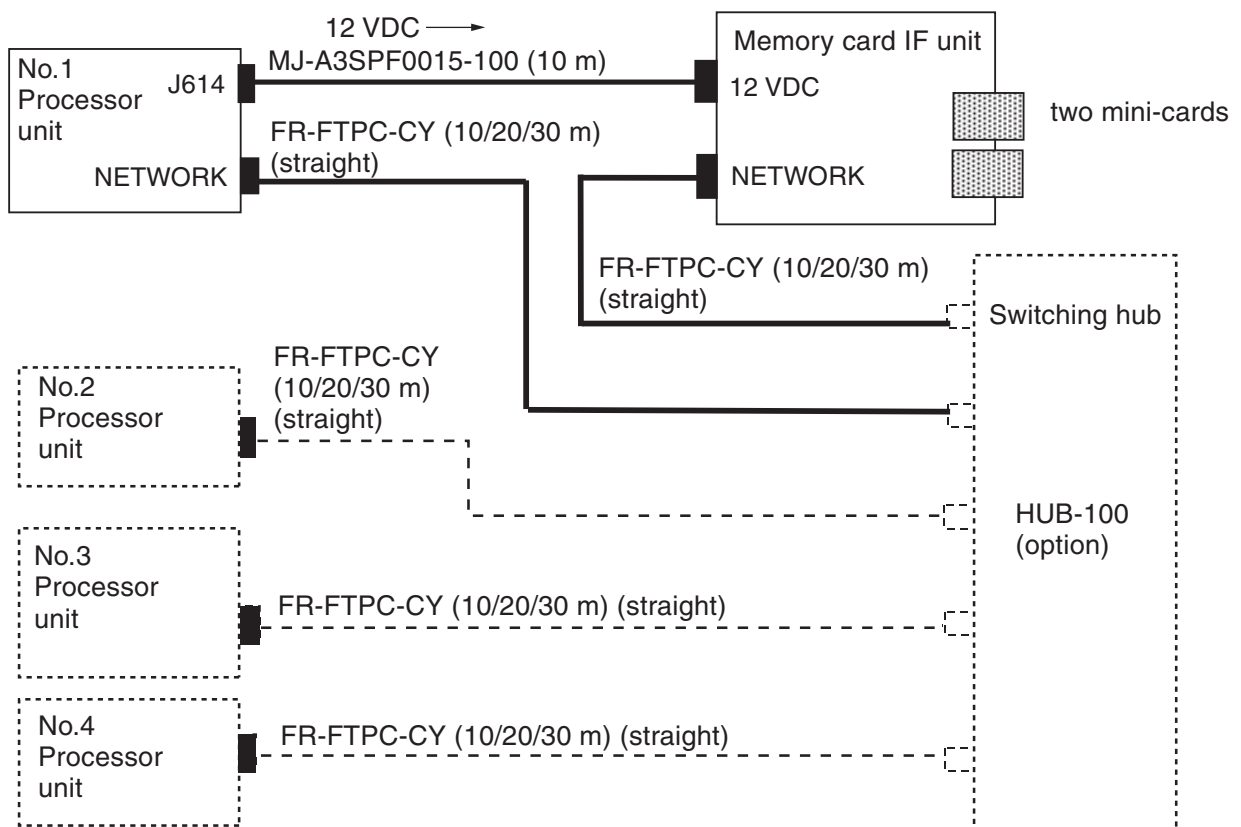 12 VDC
MJ-A3SPF0015-100 (10 m)
No.1
Processor
unit
J614
NETWORK
FR-FTPC-CY (10/20/30 m)
(straight)
Memory card IF unit
12 VDC
NETWORK
two mini-cards
FR-FTPC-CY (10/20/30 m)
(straight)
Switching hub
No.2
Processor
unit
FR-FTPC-CY
(10/20/30 m)
(straight)
HUB-100
(option)
No.3
Processor
unit
FR-FTPC-CY (10/20/30 m) (straight)
No.4
Processor
unit
FR-FTPC-CY (10/20/30 m) (straight)